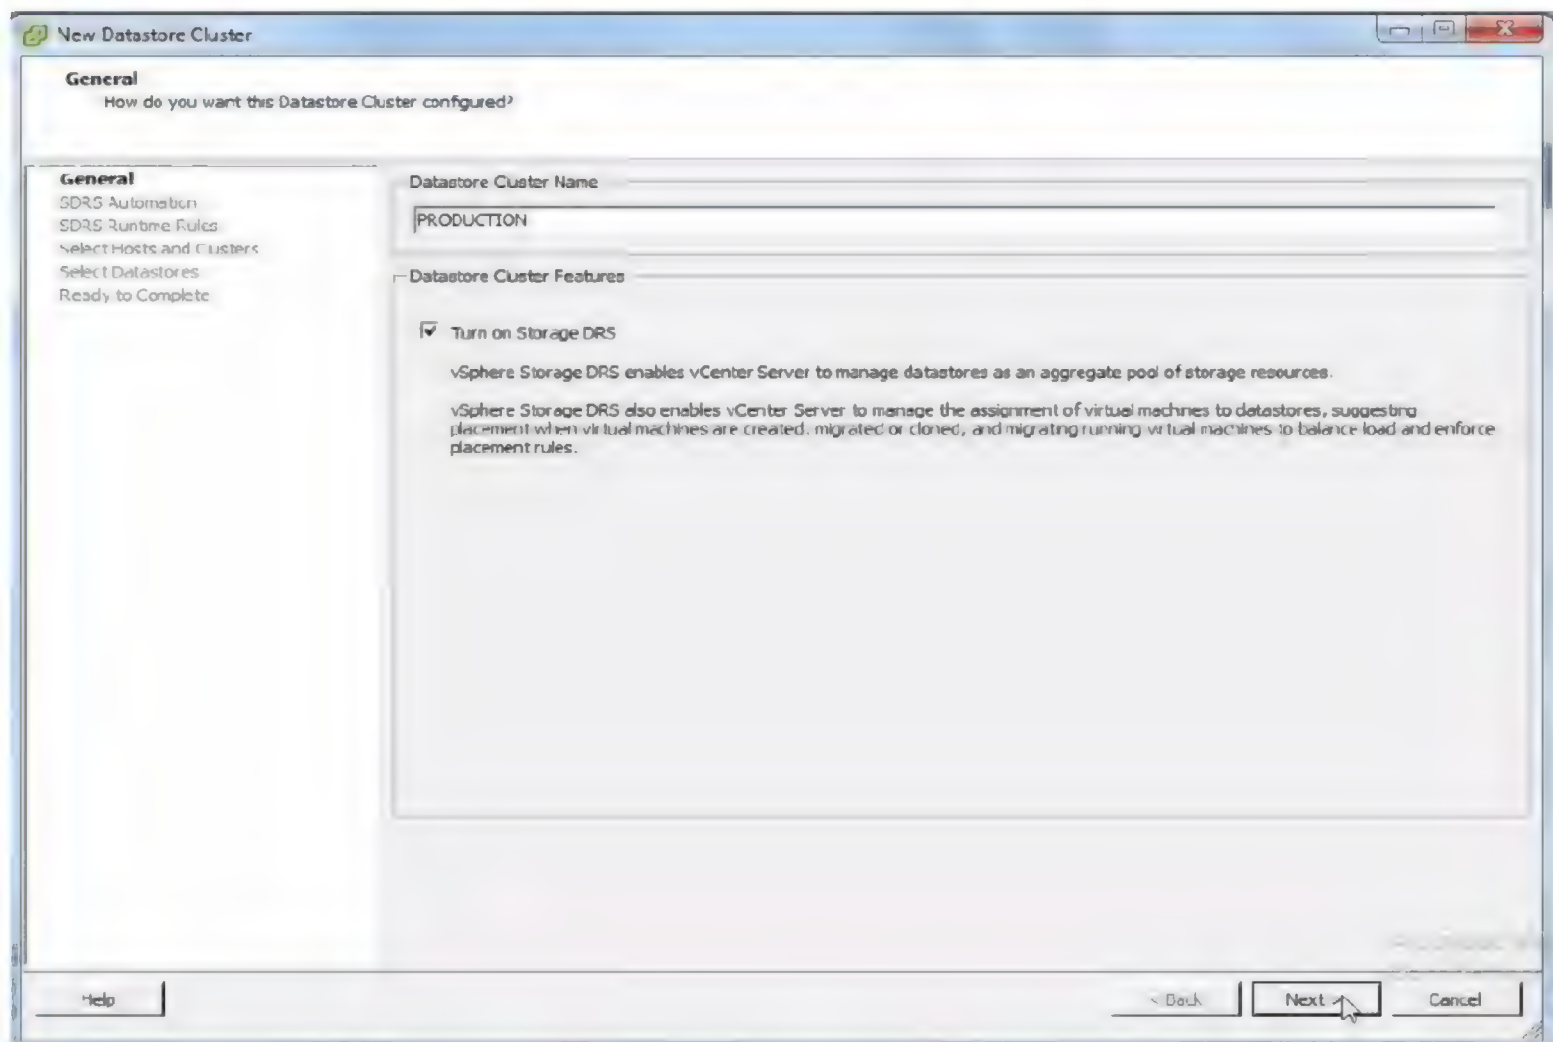 New Datastore Cluster
General
How do you want this Datastore Cluster configured?
General
SDRS Automation
SDRS Runtime Rules
Select Hosts and Clusters
Select Datastores
Ready to Complete
Datastore Cluster Name
PRODUCTION
Datastore Cluster Features
Turn on Storage DRS
vSphere Storage DRS enables vCenter Server to manage datastores as an aggregate pool of storage resources.
vSphere Storage DRS also enables vCenter Server to manage the assignment of virtual machines to datastores, suggesting
placement when virtual machines are created, migrated or cloned, and migrating running virtual machines to balance load and enforce
placement rules.
Help
< Back
Next >
Cancel